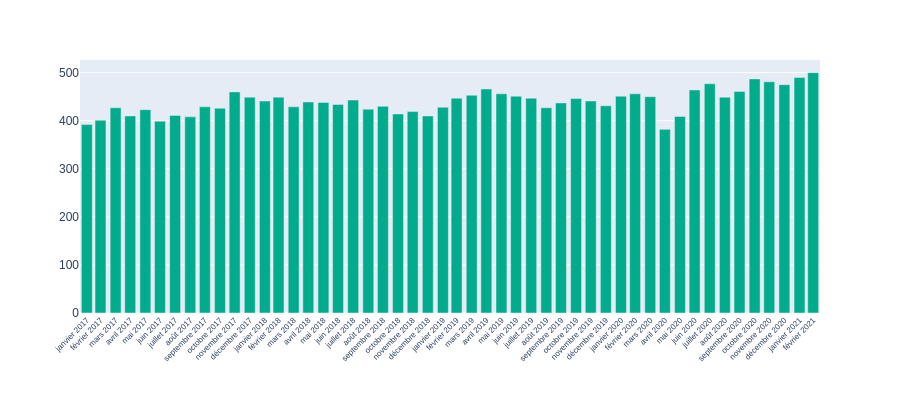 500
400
300
200
100
0
janvier 2017
février 2017
mars 2017
avril 2017
mai 2017
juin 2017
juillet 2017
août 2017
septembre 2017
octobre 2017
novembre 2017
décembre 2017
janvier 2018
février 2018
mars 2018
avril 2018
mai 2018
juin 2018
juillet 2018
août 2018
septembre 2018
octobre 2018
novembre 2018
décembre 2018
janvier 2019
février 2019
mars 2019
avril 2019
mai 2019
juin 2019
juillet 2019
août 2019
septembre 2019
octobre 2019
novembre 2019
décembre 2019
janvier 2020
février 2020
mars 2020
avril 2020
mai 2020
juin 2020
juillet 2020
août 2020
septembre 2020
octobre 2020
novembre 2020
décembre 2020
janvier 2021
février 2021